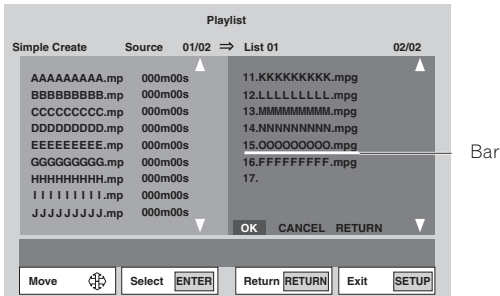 Playlist
Simple Create Source 01/02 ⇒ List 01 02/02
AAAAAAAAA.mp 000m00s
BBBBBBBBB.mp 000m00s
CCCCCCCCC.mp 000m00s
DDDDDDDDD.mp 000m00s
EEEEEEEEE.mp 000m00s
GGGGGGGGG.mp 000m00s
HHHHHHHHH.mp 000m00s
IIIIIIIII.mp 000m00s
JJJJJJJJJ.mp 000m00s
11.KKKKKKKKK.mpg
12.LLLLLLLLL.mpg
13.MMMMMMMMM.mpg
14.NNNNNNNNN.mpg
15.OOOOOOOOO.mpg
16.FFFFFFFFF.mpg
17.
Bar
OK CANCEL RETURN
Move Select ENTER Return RETURN Exit SETUP